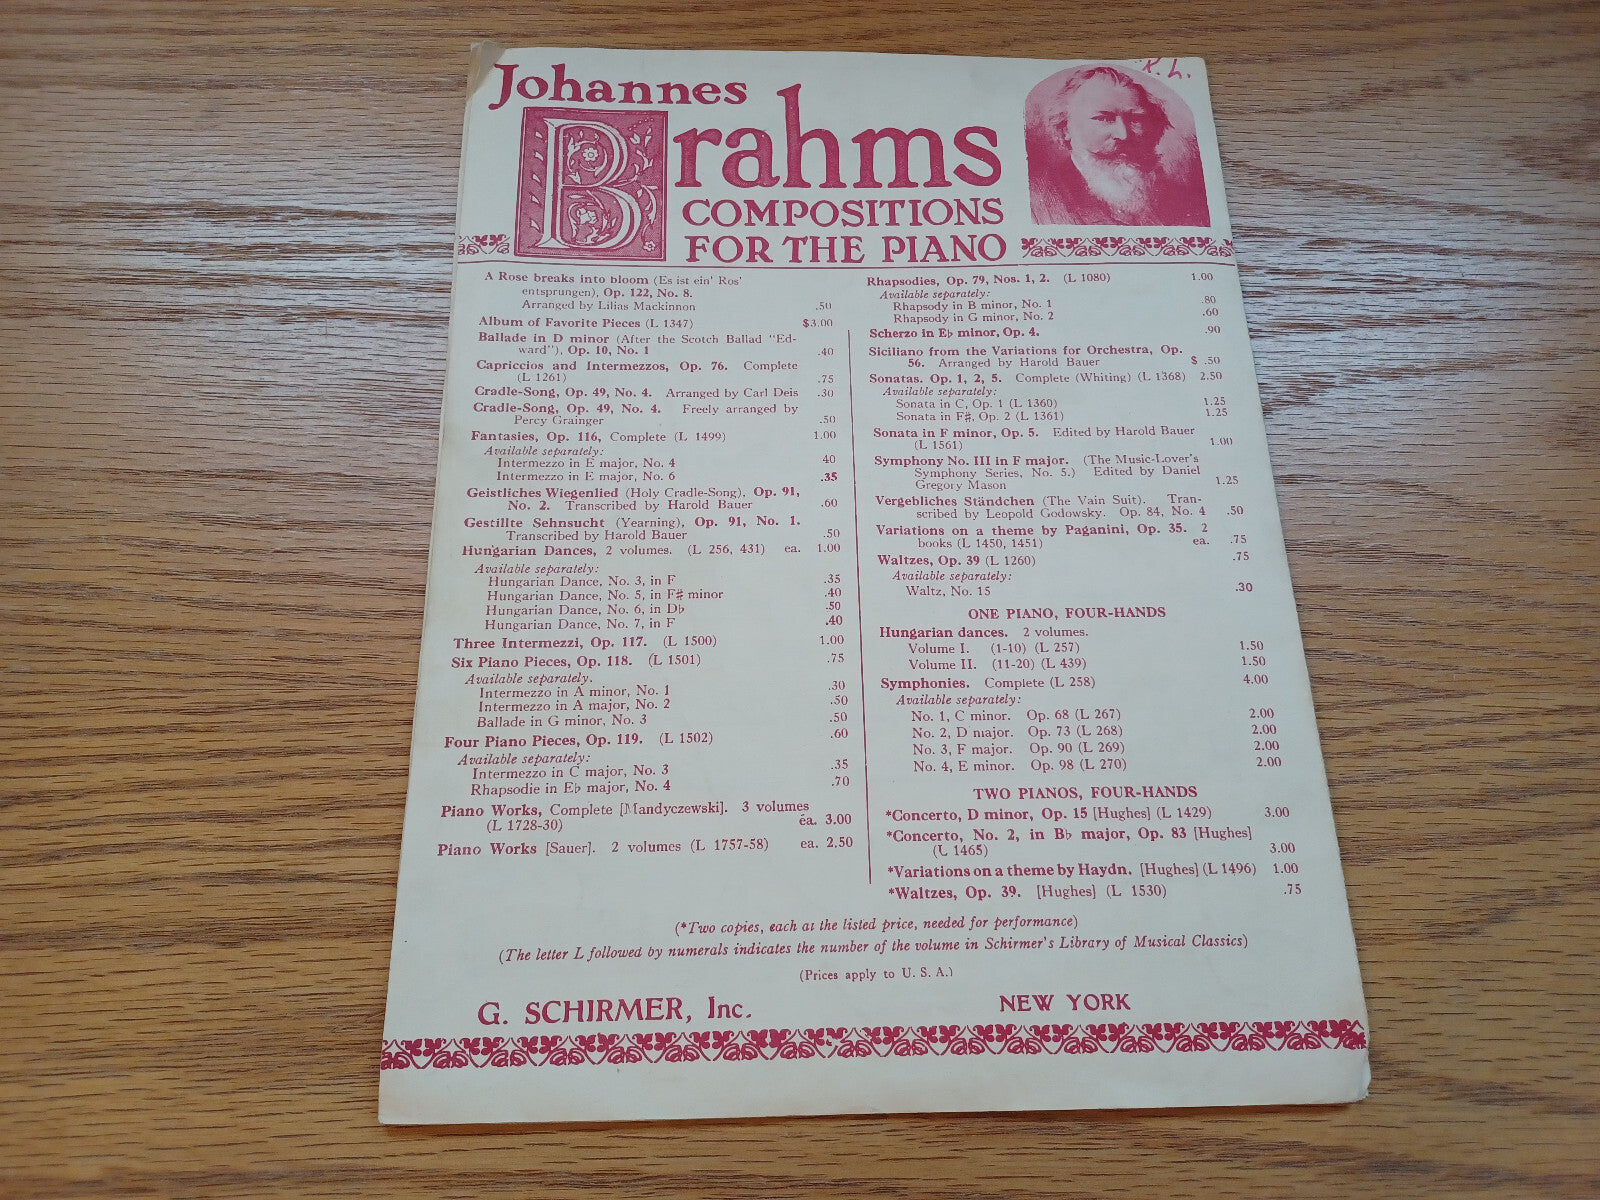 Johannes
Brahms
COMPOSITIONS
FOR THE PIANO
R. L.
A Rose breaks into bloom (Es ist ein' Ros'
entsprungen), Op. 122, No. 8.
Arranged by Lilias Mackinnon .50
Album of Favorite Pieces (L 1347) $3.00
Ballade in D minor (After the Scotch Ballad "Ed-
ward"), Op. 10, No. 1 .40
Capriccios and Intermezzos, Op. 76. Complete
(L 1261) .75
Cradle-Song, Op. 49, No. 4. Arranged by Carl Deis .30
Cradle-Song, Op. 49, No. 4. Freely arranged by
Percy Grainger .50
Fantasies, Op. 116, Complete (L 1499) 1.00
Available separately:
Intermezzo in E major, No. 4 40
Intermezzo in E major, No. 6 .35
Geistliches Wiegenlied (Holy Cradle-Song), Op. 91,
No. 2. Transcribed by Harold Bauer .60
Gestillte Sehnsucht (Yearning), Op. 91, No. 1.
Transcribed by Harold Bauer .50
Hungarian Dances, 2 volumes. (L 256, 431) ea. 1.00
Available separately:
Hungarian Dance, No. 3, in F .35
Hungarian Dance, No. 5, in F♯ minor .40
Hungarian Dance, No. 6, in D♭ .50
Hungarian Dance, No. 7, in F .40
Three Intermezzi, Op. 117. (L 1500) 1.00
Six Piano Pieces, Op. 118. (L 1501) .75
Available separately.
Intermezzo in A minor, No. 1 .30
Intermezzo in A major, No. 2 .50
Ballade in G minor, No. 3 .50
Four Piano Pieces, Op. 119. (L 1502) .60
Available separately:
Intermezzo in C major, No. 3 .35
Rhapsodie in E♭ major, No. 4 .70
Piano Works, Complete [Mandyczewski]. 3 volumes
(L 1728-30) ea. 3.00
Piano Works [Sauer]. 2 volumes (L 1757-58) ea. 2.50
Rhapsodies, Op. 79, Nos. 1, 2. (L 1080) 1.00
Available separately:
Rhapsody in B minor, No. 1 .80
Rhapsody in G minor, No. 2 .60
Scherzo in E♭ minor, Op. 4. .90
Siciliano from the Variations for Orchestra, Op.
56. Arranged by Harold Bauer $ .50
Sonatas. Op. 1, 2, 5. Complete (Whiting) (L 1368) 2.50
Available separately:
Sonata in C, Op. 1 (L 1360) 1.25
Sonata in F♯, Op. 2 (L 1361) 1.25
Sonata in F minor, Op. 5. Edited by Harold Bauer
(L 1561) 1.00
Symphony No. III in F major. (The Music-Lover's
Symphony Series, No. 5.) Edited by Daniel
Gregory Mason 1.25
Vergebliches Ständchen (The Vain Suit). Tran-
scribed by Leopold Godowsky. Op. 84, No. 4 .50
Variations on a theme by Paganini, Op. 35. 2
books (L 1450, 1451) ea. .75
Waltzes, Op. 39 (L 1260) .75
Available separately:
Waltz, No. 15 .30
ONE PIANO, FOUR-HANDS
Hungarian dances. 2 volumes.
Volume I. (1-10) (L 257) 1.50
Volume II. (11-20) (L 439) 1.50
Symphonies. Complete (L 258) 4.00
Available separately:
No. 1, C minor. Op. 68 (L 267) 2.00
No. 2, D major. Op. 73 (L 268) 2.00
No. 3, F major. Op. 90 (L 269) 2.00
No. 4, E minor. Op. 98 (L 270) 2.00
TWO PIANOS, FOUR-HANDS
*Concerto, D minor, Op. 15 [Hughes] (L 1429) 3.00
*Concerto, No. 2, in B♭ major, Op. 83 [Hughes]
(L 1465) 3.00
*Variations on a theme by Haydn. [Hughes] (L 1496) 1.00
*Waltzes, Op. 39. [Hughes] (L 1530) .75
(*Two copies, each at the listed price, needed for performance)
(The letter L followed by numerals indicates the number of the volume in Schirmer's Library of Musical Classics)
(Prices apply to U. S. A.)
G. SCHIRMER, Inc. NEW YORK